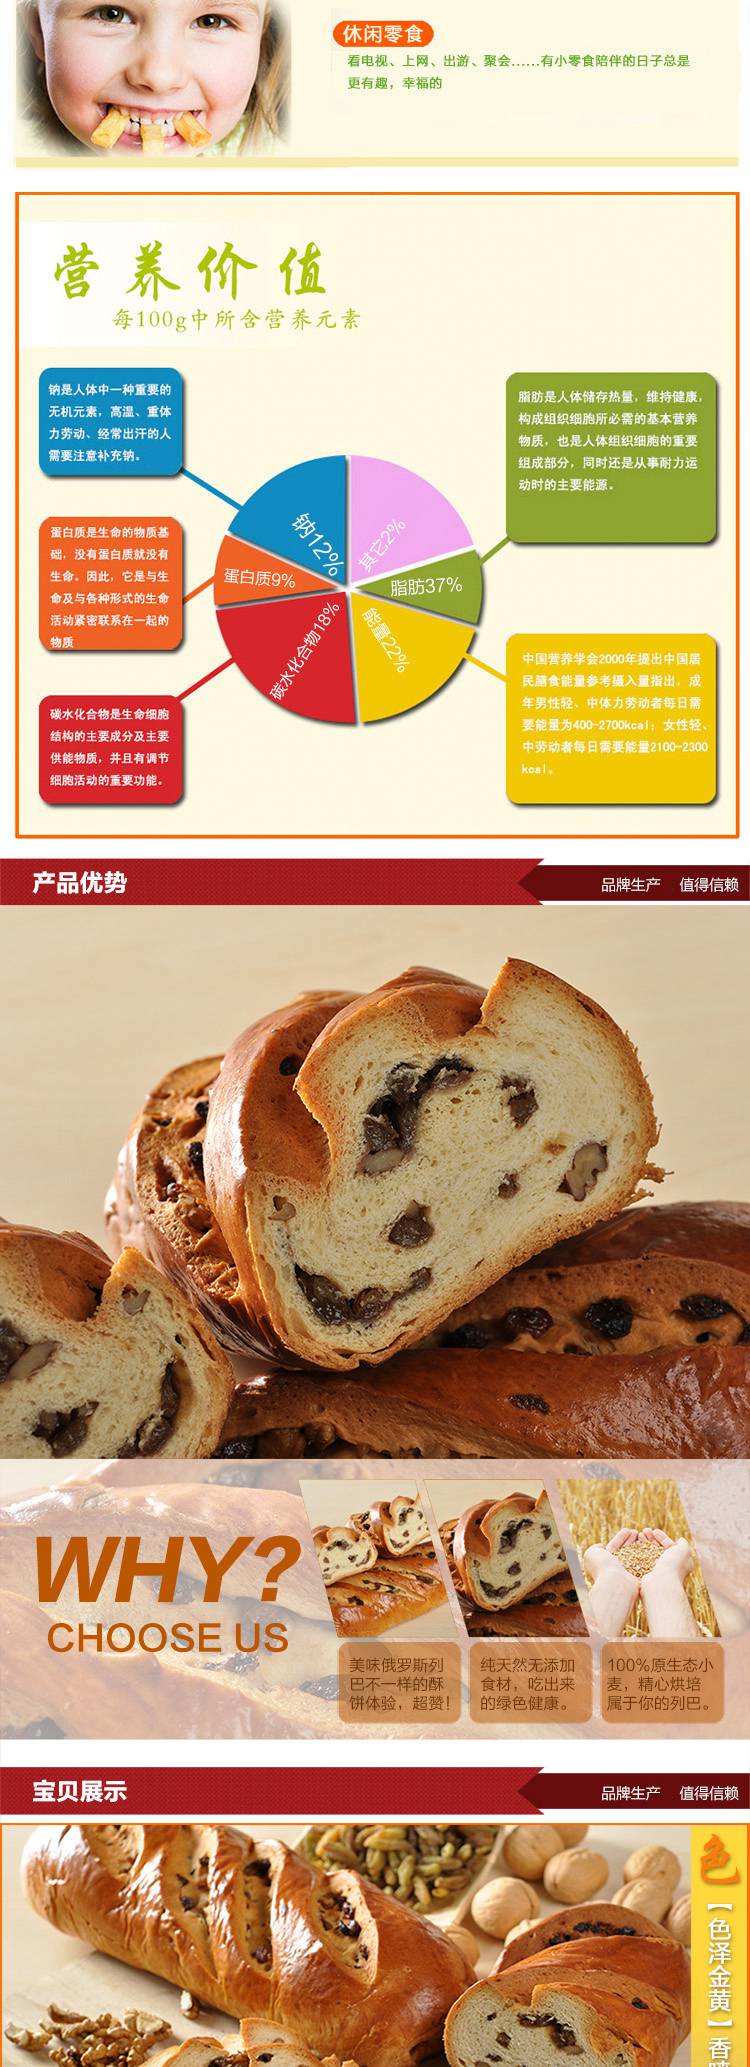 休闲零食
看电视、上网、出游、聚会……有小零食陪伴的日子总是
更有趣，幸福的
营养价值
每100g中所含营养元素
钠是人体中一种重要的
无机元素，高温、重体
力劳动、经常出汗的人
需要注意补充钠。
脂肪是人体储存热量，维持健康，
构成组织细胞所必需的基本营养
物质，也是人体组织细胞的重要
组成部分，同时还是从事耐力运
动时的主要能源。
蛋白质是生命的物质基
础，没有蛋白质就没有
生命。因此，它是与生
命及与各种形式的生命
活动紧密联系在一起的
物质
钠12%
其它2%
蛋白质9%
脂肪37%
碳水化合物18%
能量22%
碳水化合物是生命细胞
结构的主要成分及主要
供能物质，并且有调节
细胞活动的重要功能。
中国营养学会2000年提出中国居
民膳食能量参考摄入量指出，成
年男性轻、中体力劳动者每日需
要能量为400-2700kcal；女性轻、
中劳动者每日需要能量2100-2300
kcal。
产品优势
品牌生产 值得信赖
WHY?
CHOOSE US
美味俄罗斯列
巴不一样的酥
饼体验，超赞！
纯天然无添加
食材，吃出来
的绿色健康。
100%原生态小
麦，精心烘培
属于你的列巴。
宝贝展示
品牌生产 值得信赖
色
【色泽金黄】香